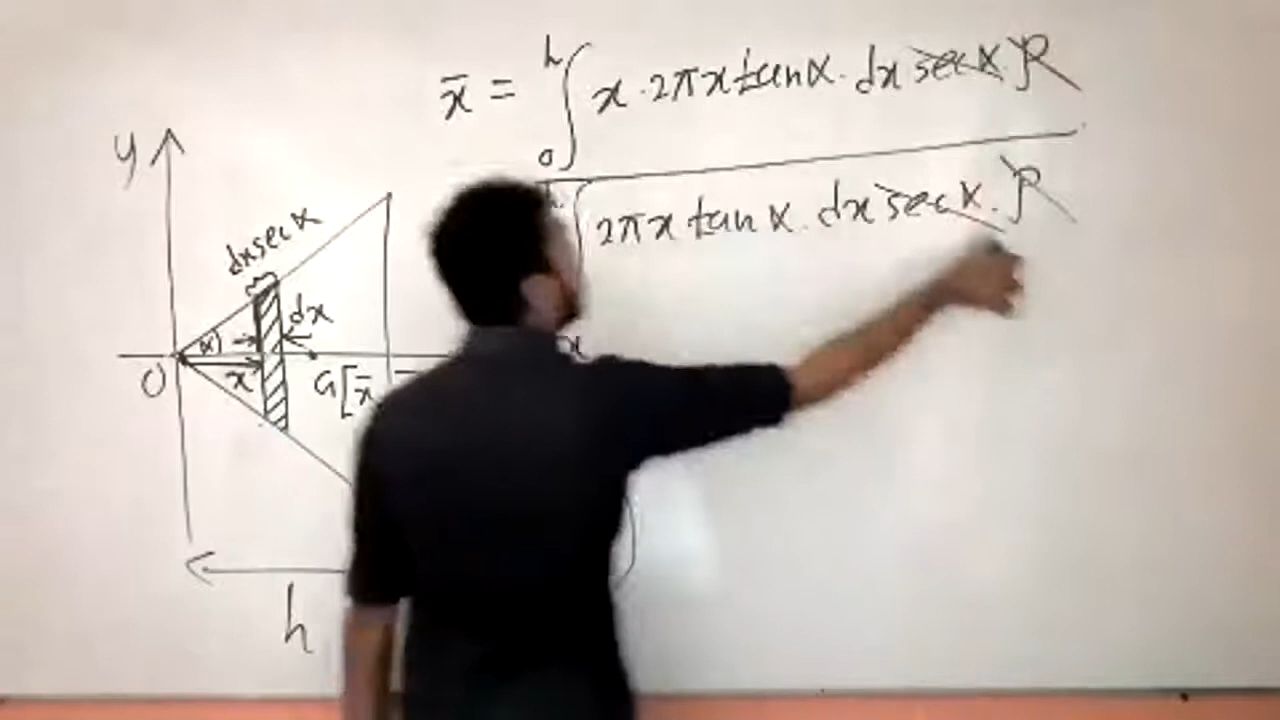 x̄ = ∫₀ʰ x · 2πx tanα · dx secα · ρ
2πx tanα · dx secα · ρ
y
dx secα
dx
α
x
O
x
G[x̄
h